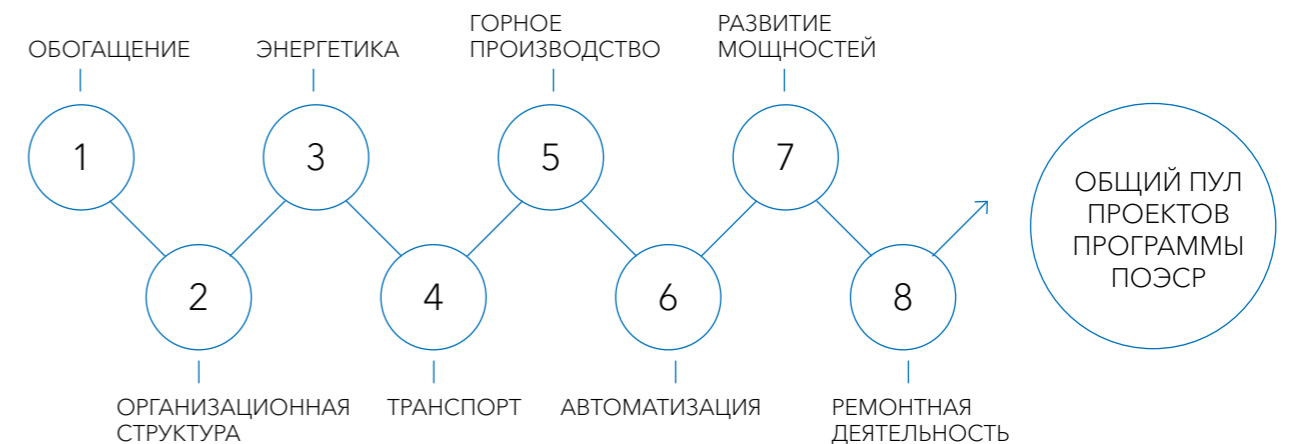 ОБОГАЩЕНИЕ
ЭНЕРГЕТИКА
ГОРНОЕ
ПРОИЗВОДСТВО
РАЗВИТИЕ
МОЩНОСТЕЙ
1
3
5
7
2
4
6
8
ОРГАНИЗАЦИОННАЯ
СТРУКТУРА
ТРАНСПОРТ
АВТОМАТИЗАЦИЯ
РЕМОНТНАЯ
ДЕЯТЕЛЬНОСТЬ
ОБЩИЙ ПУЛ
ПРОЕКТОВ
ПРОГРАММЫ
ПОЭСР